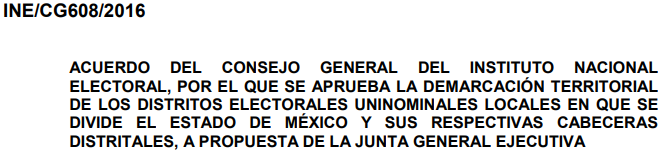 INE/CG608/2016
ACUERDO DEL CONSEJO GENERAL DEL INSTITUTO NACIONAL
ELECTORAL, POR EL QUE SE APRUEBA LA DEMARCACIÓN TERRITORIAL
DE LOS DISTRITOS ELECTORALES UNINOMINALES LOCALES EN QUE SE
DIVIDE EL ESTADO DE MÉXICO Y SUS RESPECTIVAS CABECERAS
DISTRITALES, A PROPUESTA DE LA JUNTA GENERAL EJECUTIVA